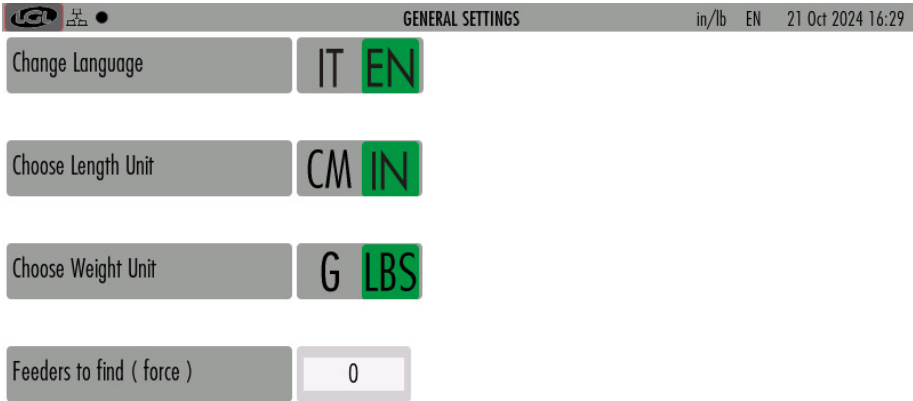 LGL GENERAL SETTINGS in/lb EN 21 Oct 2024 16:29
Change Language IT EN
Choose Length Unit CM IN
Choose Weight Unit G LBS
Feeders to find ( force ) 0